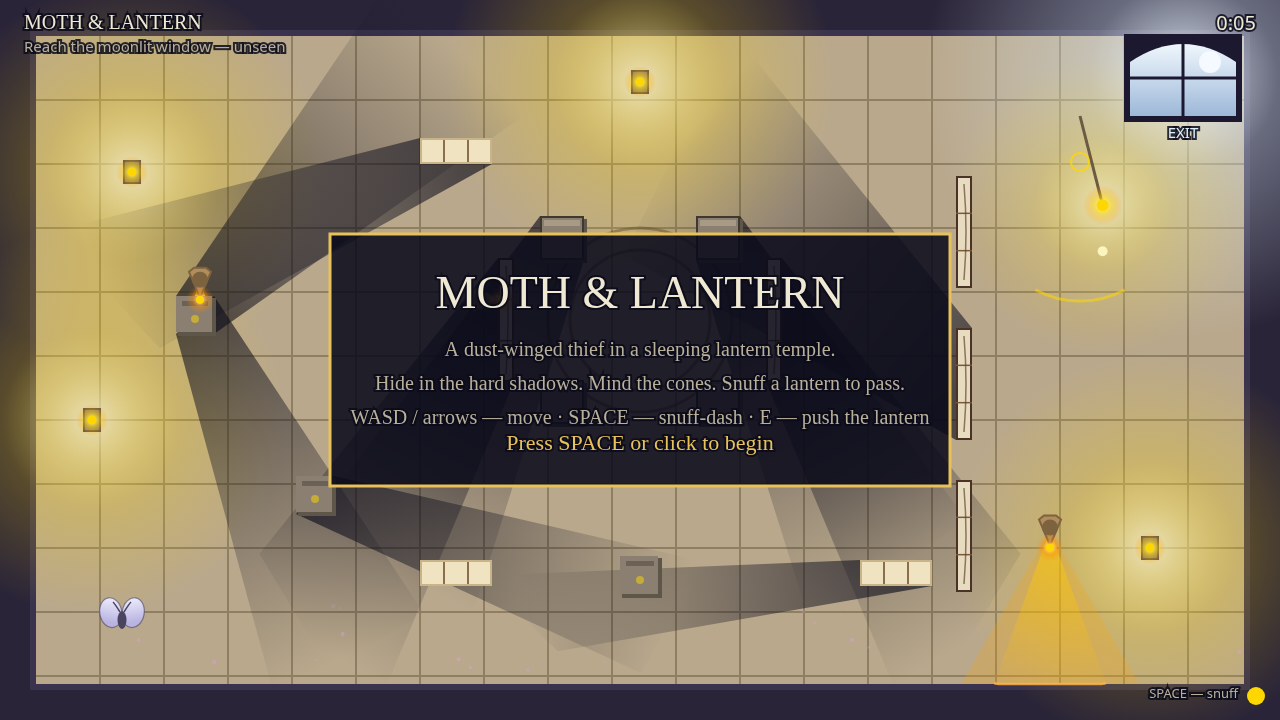 MOTH & LANTERN
Reach the moonlit window — unseen
0:05
EXIT
MOTH & LANTERN
A dust-winged thief in a sleeping lantern temple.
Hide in the hard shadows. Mind the cones. Snuff a lantern to pass.
WASD / arrows — move · SPACE — snuff-dash · E — push the lantern
Press SPACE or click to begin
SPACE — snuff